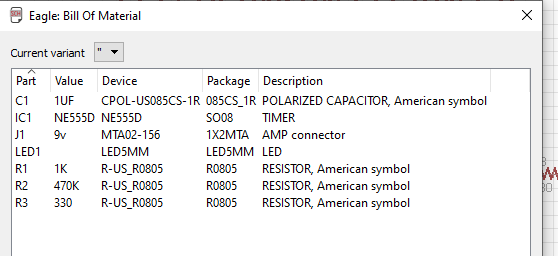 Eagle: Bill Of Material
Current variant "
Part Value Device Package Description
C1 1UF CPOL-US085CS-1R 085CS_1R POLARIZED CAPACITOR, American symbol
IC1 NE555D NE555D SO08 TIMER
J1 9v MTA02-156 1X2MTA AMP connector
LED1 LED5MM LED5MM LED
R1 1K R-US_R0805 R0805 RESISTOR, American symbol
R2 470K R-US_R0805 R0805 RESISTOR, American symbol
R3 330 R-US_R0805 R0805 RESISTOR, American symbol